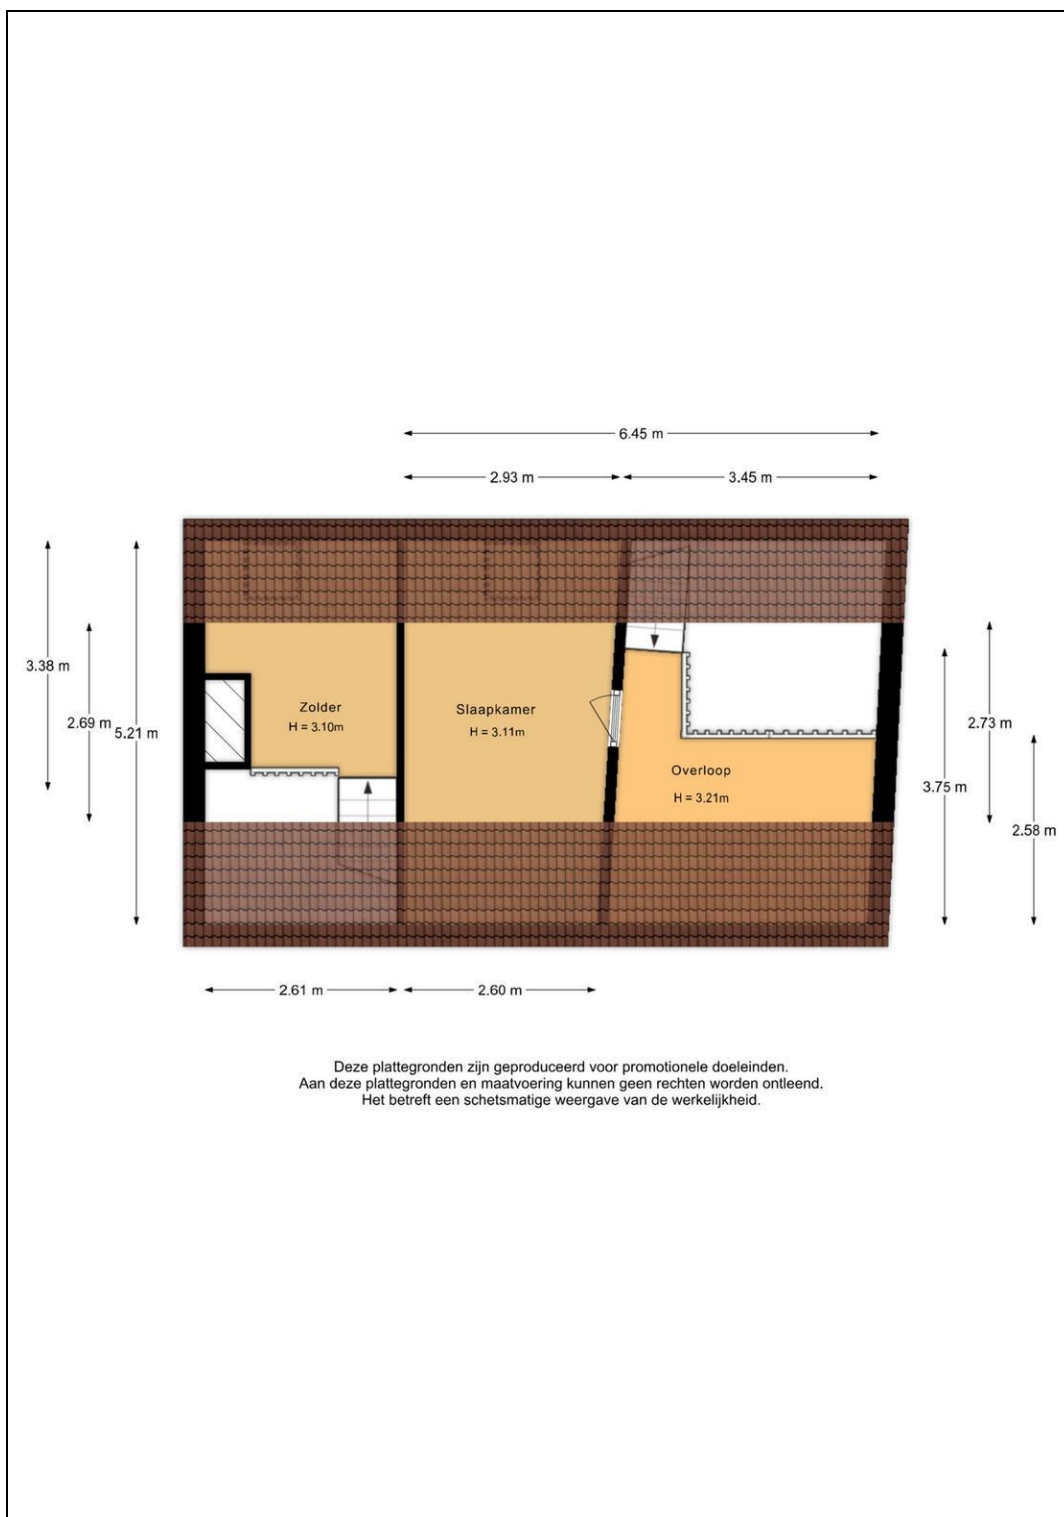 6.45 m
2.93 m
3.45 m
3.38 m
2.69 m
5.21 m
Zolder
H = 3.10m
Slaapkamer
H = 3.11m
Overloop
H = 3.21m
2.73 m
3.75 m
2.58 m
2.61 m
2.60 m
Deze plattegronden zijn geproduceerd voor promotionele doeleinden.
Aan deze plattegronden en maatvoering kunnen geen rechten worden ontleend.
Het betreft een schetsmatige weergave van de werkelijkheid.